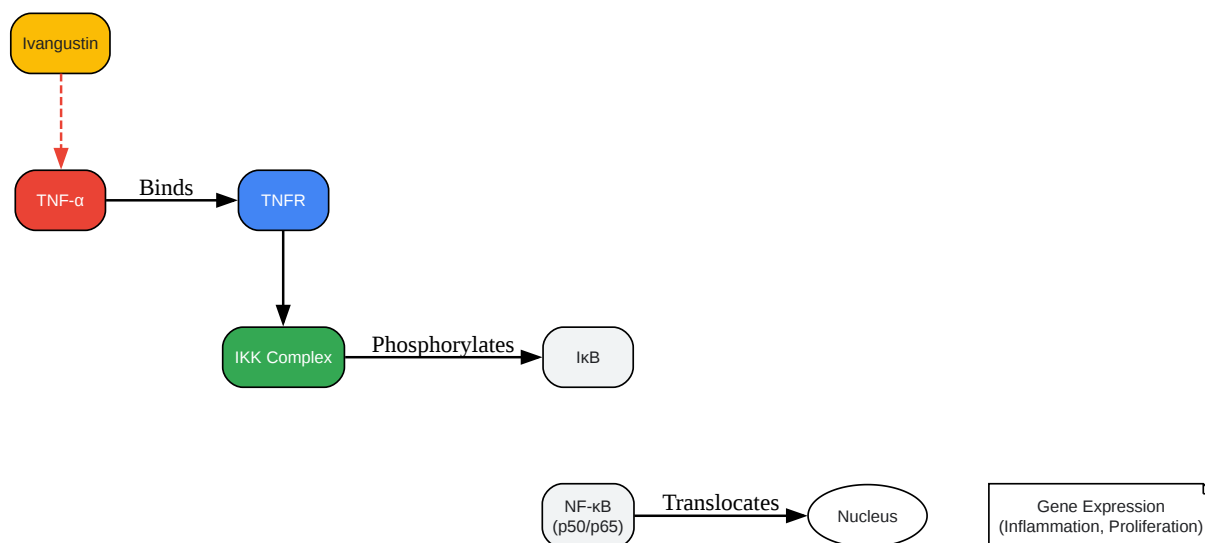 Ivangustin
TNF-α
Binds
TNFR
IKK Complex
Phosphorylates
IκB
NF-κB
(p50/p65)
Translocates
Nucleus
Gene Expression
(Inflammation, Proliferation)